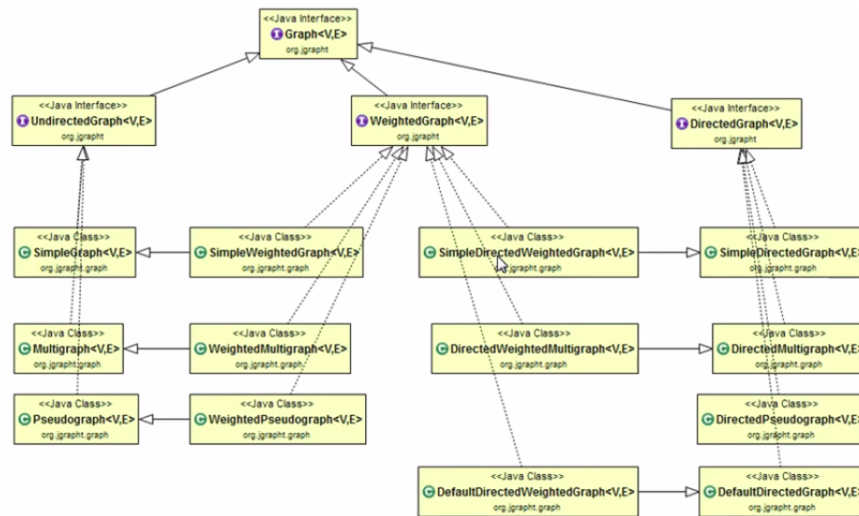 <<Java Interface>>
Graph<V,E>
org.jgrapht
<<Java Interface>>
UndirectedGraph<V,E>
org.jgrapht
<<Java Interface>>
WeightedGraph<V,E>
org.jgrapht
<<Java Interface>>
DirectedGraph<V,E>
org.jgrapht
<<Java Class>>
SimpleGraph<V,E>
org.jgrapht.graph
<<Java Class>>
SimpleWeightedGraph<V,E>
org.jgrapht.graph
<<Java Class>>
SimpleDirectedWeightedGraph<V,E>
org.jgrapht.graph
<<Java Class>>
SimpleDirectedGraph<V,E>
org.jgrapht.graph
<<Java Class>>
Multigraph<V,E>
org.jgrapht.graph
<<Java Class>>
WeightedMultigraph<V,E>
org.jgrapht.graph
<<Java Class>>
DirectedWeightedMultigraph<V,E>
org.jgrapht.graph
<<Java Class>>
DirectedMultigraph<V,E>
org.jgrapht.graph
<<Java Class>>
Pseudograph<V,E>
org.jgrapht.graph
<<Java Class>>
WeightedPseudograph<V,E>
org.jgrapht.graph
<<Java Class>>
DirectedPseudograph<V,E>
org.jgrapht.graph
<<Java Class>>
DefaultDirectedWeightedGraph<V,E>
org.jgrapht.graph
<<Java Class>>
DefaultDirectedGraph<V,E>
org.jgrapht.graph